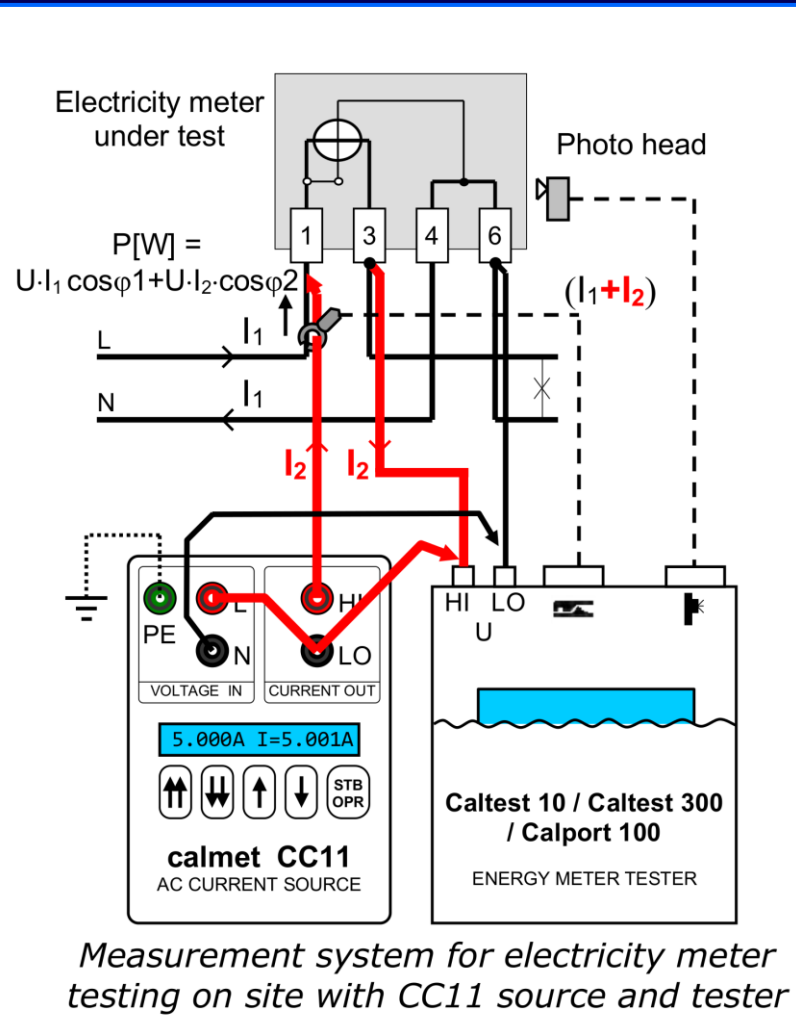 Electricity meter
under test
Photo head
1
3
4
6
P[W] =
U·I₁ cosφ1+U·I₂·cosφ2
(I₁+I₂)
L
I₁
N
I₁
I₂
I₂
L
HI
PE
N
LO
VOLTAGE IN
CURRENT OUT
HI
LO
U
5.000A I=5.001A
STB
OPR
calmet CC11
AC CURRENT SOURCE
Caltest 10 / Caltest 300
/ Calport 100
ENERGY METER TESTER
Measurement system for electricity meter
testing on site with CC11 source and tester